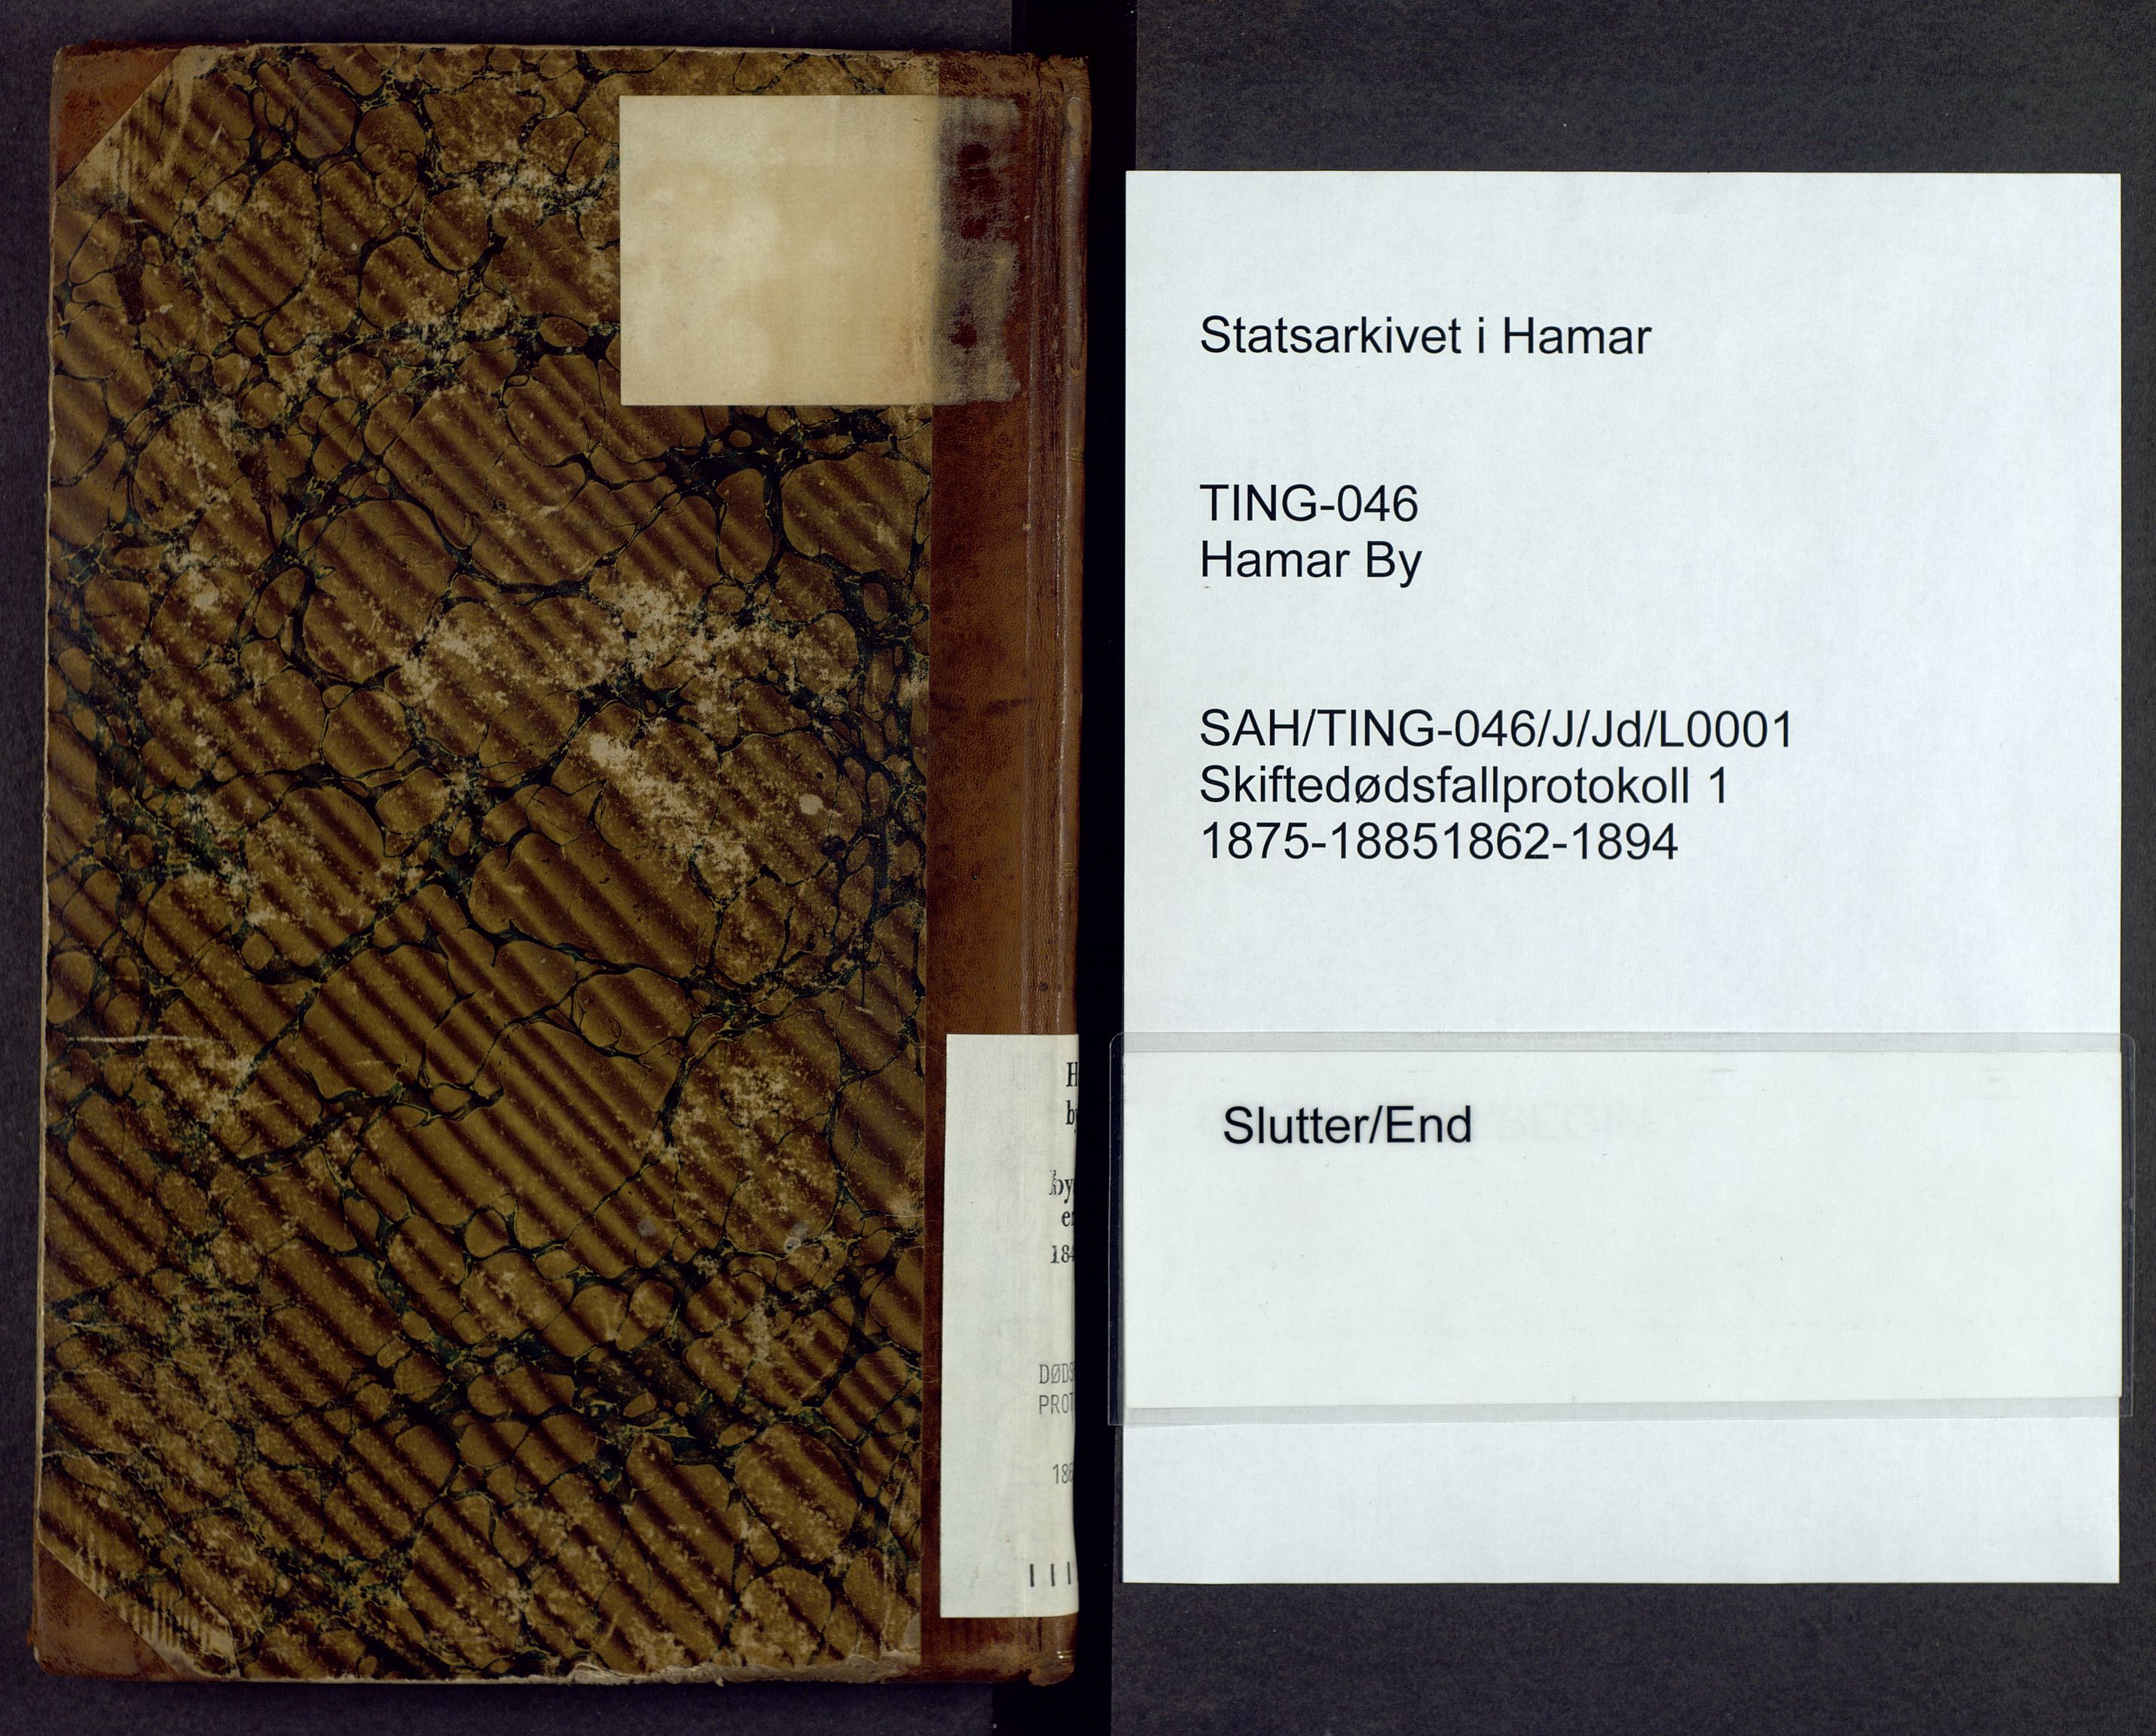 Statsarkivet i Hamar
TING-046
Hamar By
SAH/TING-046/J/Jd/L0001
Skiftedødsfallprotokoll 1
1875-18851862-1894
Slutter/End